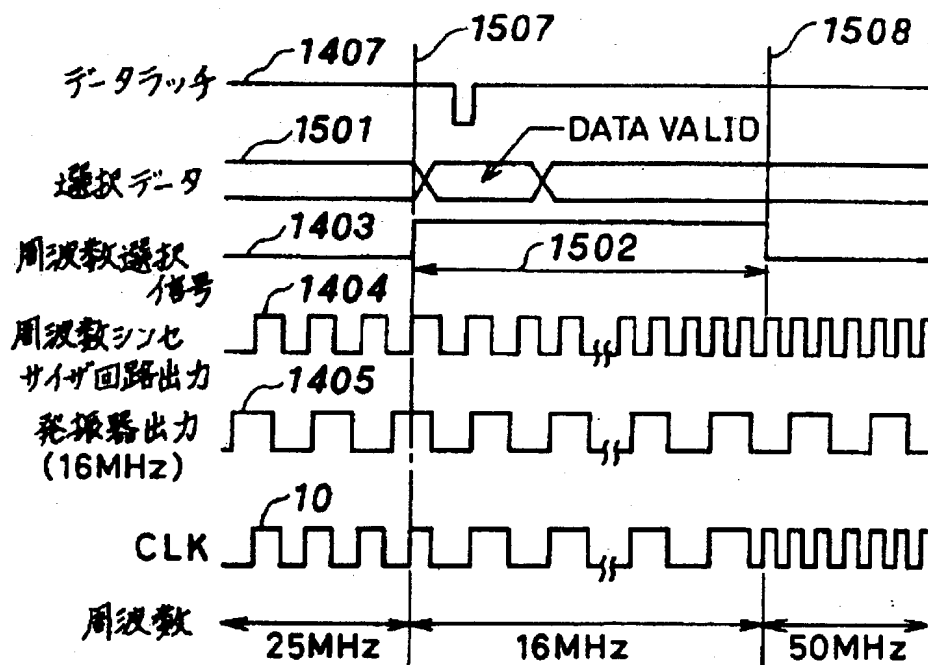 1407
1507
1508
データラッチ
1501
DATA VALID
選択データ
1403
1502
周波数選択
信号
1404
周波数シンセ
サイザ回路出力
1405
発振器出力
(16MHz)
10
CLK
周波数
25MHz
16MHz
50MHz